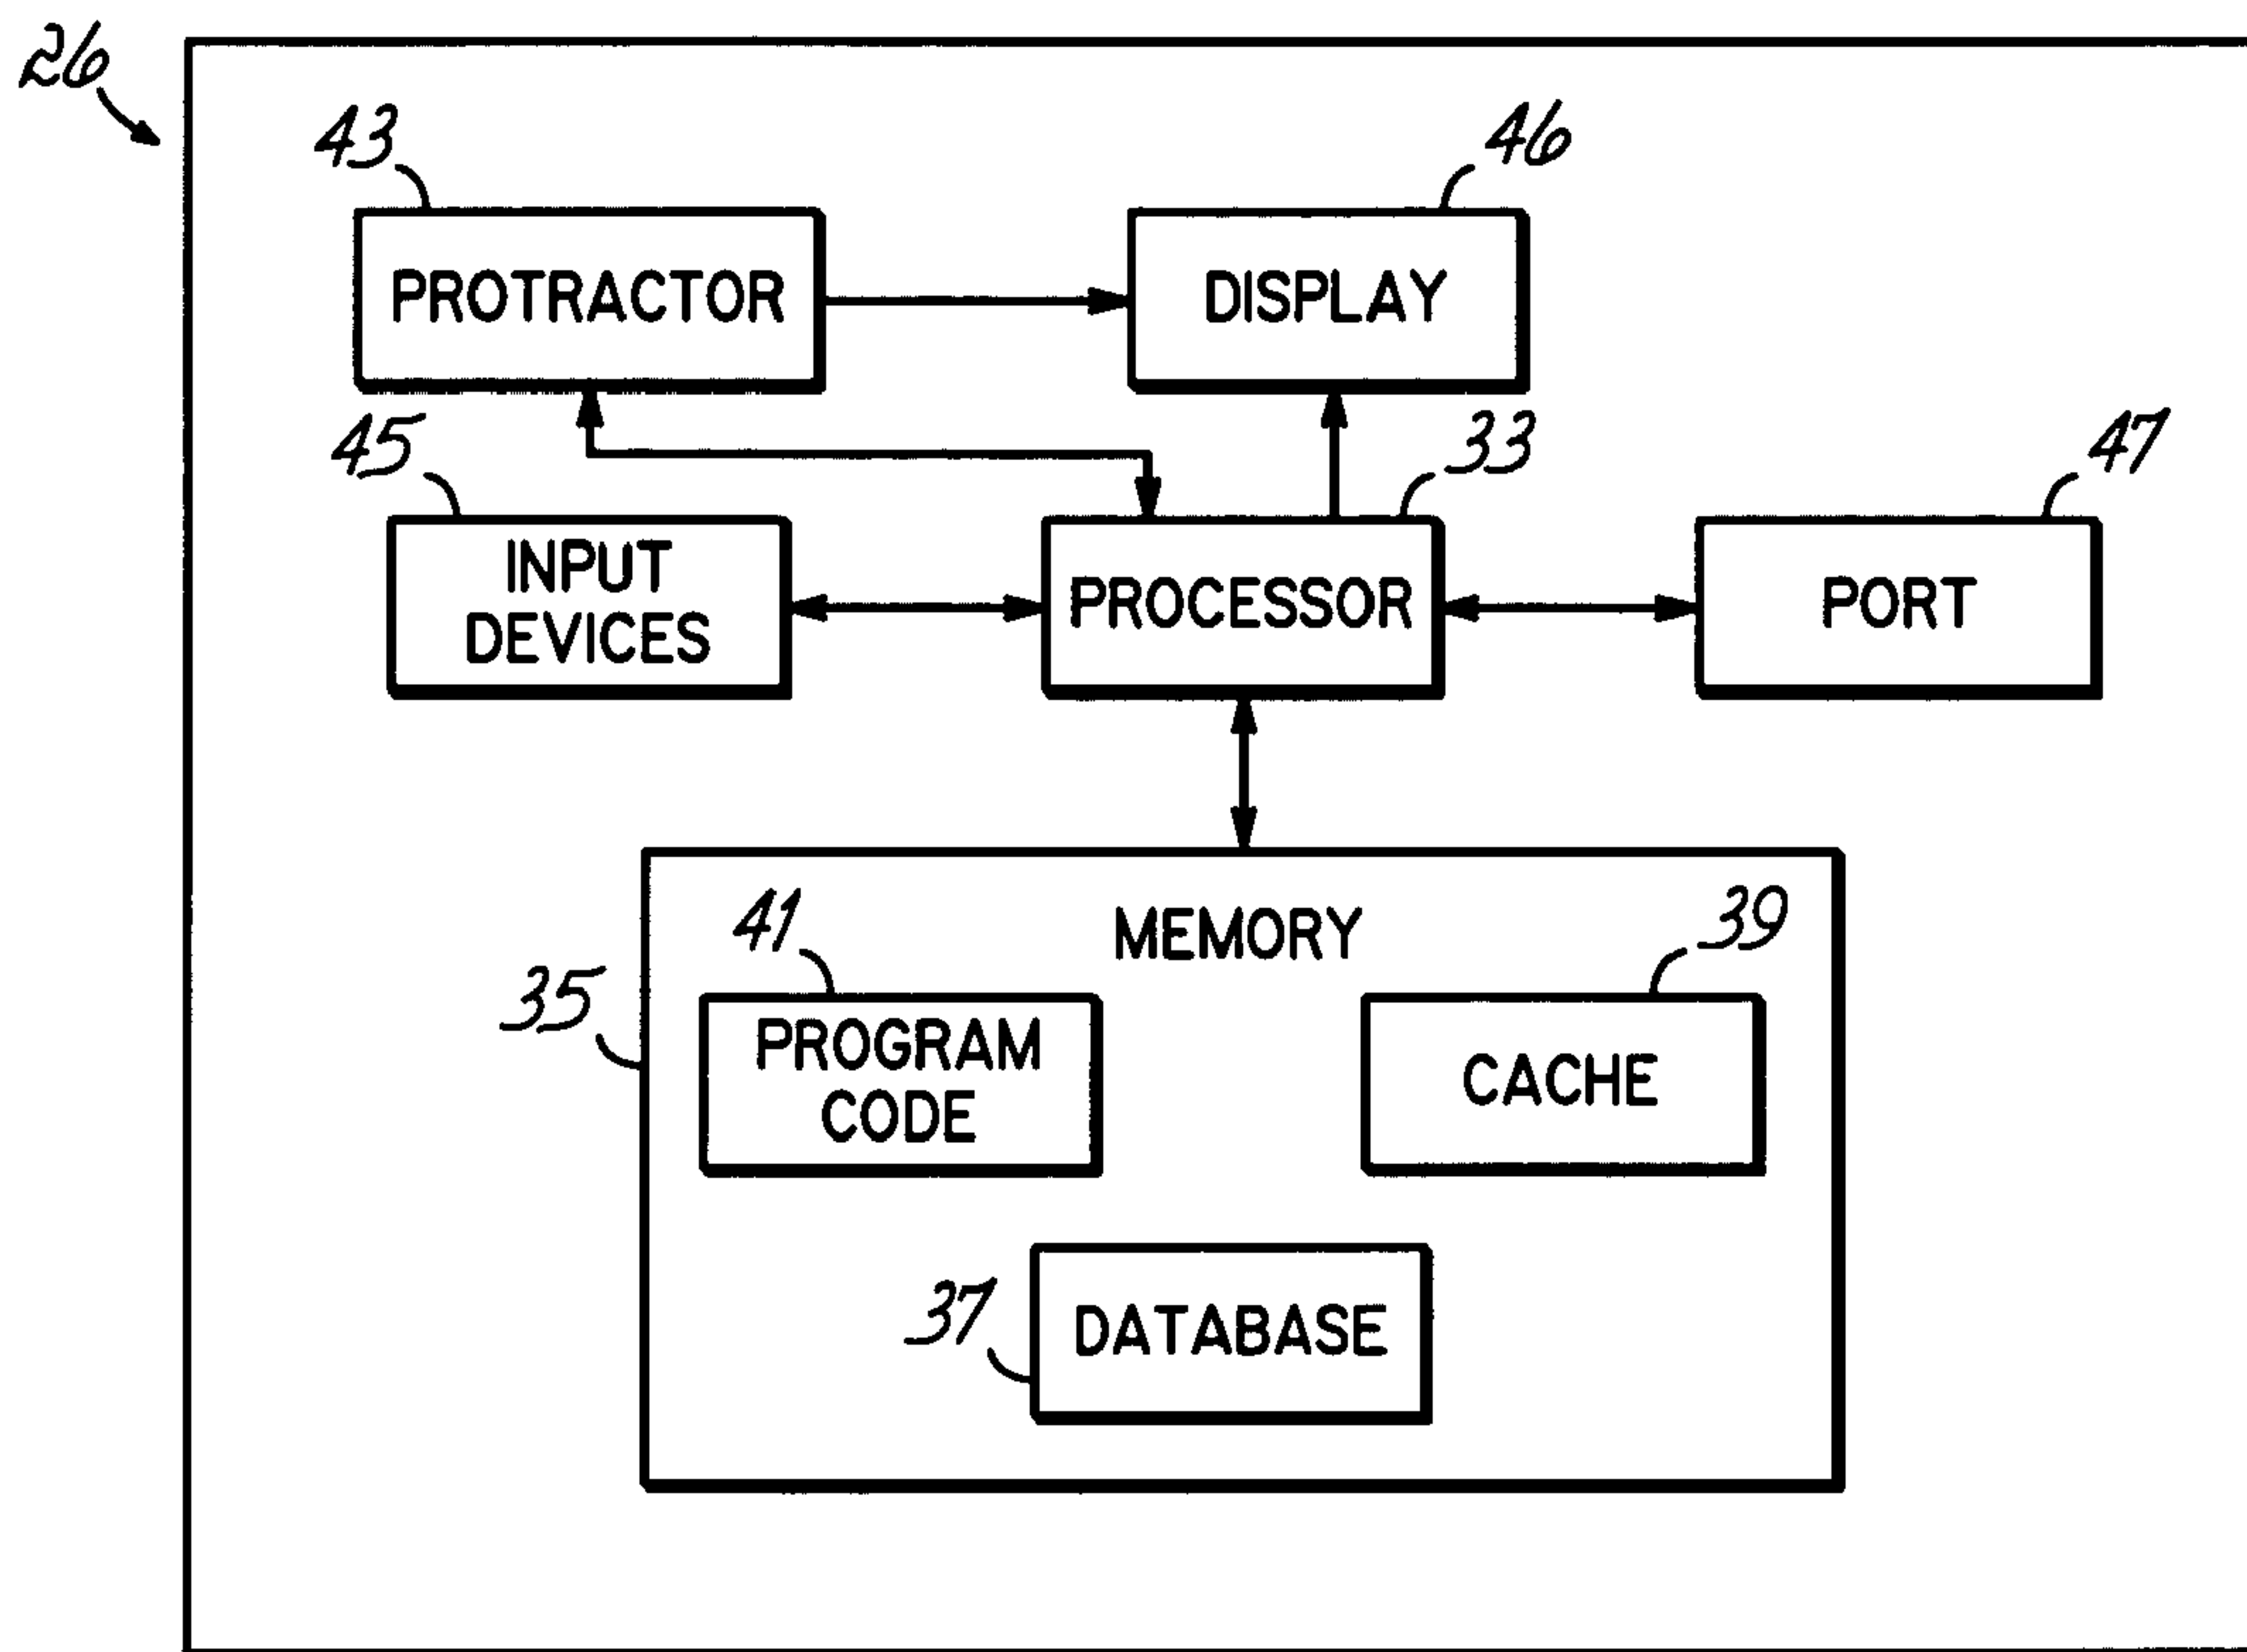 26
43
46
PROTRACTOR
DISPLAY
45
33
47
INPUT
DEVICES
PROCESSOR
PORT
MEMORY
41
39
35
PROGRAM
CODE
CACHE
37
DATABASE